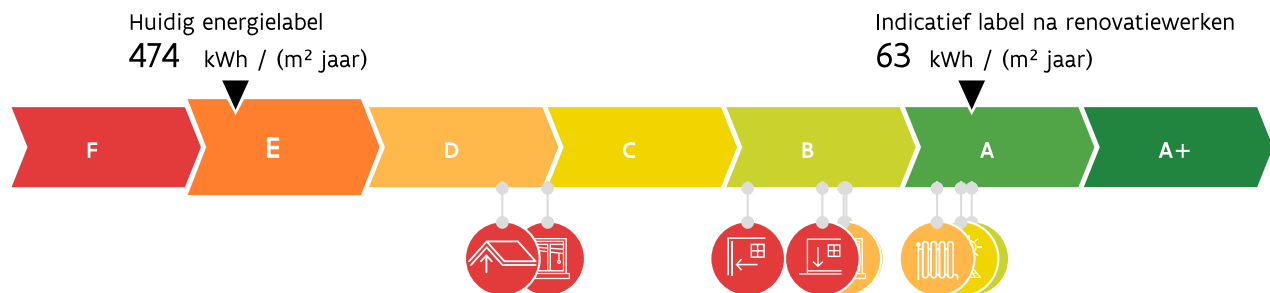 Huidig energielabel
474 kWh / (m² jaar)
Indicatief label na renovatiewerken
63 kWh / (m² jaar)
F E D C B A A+